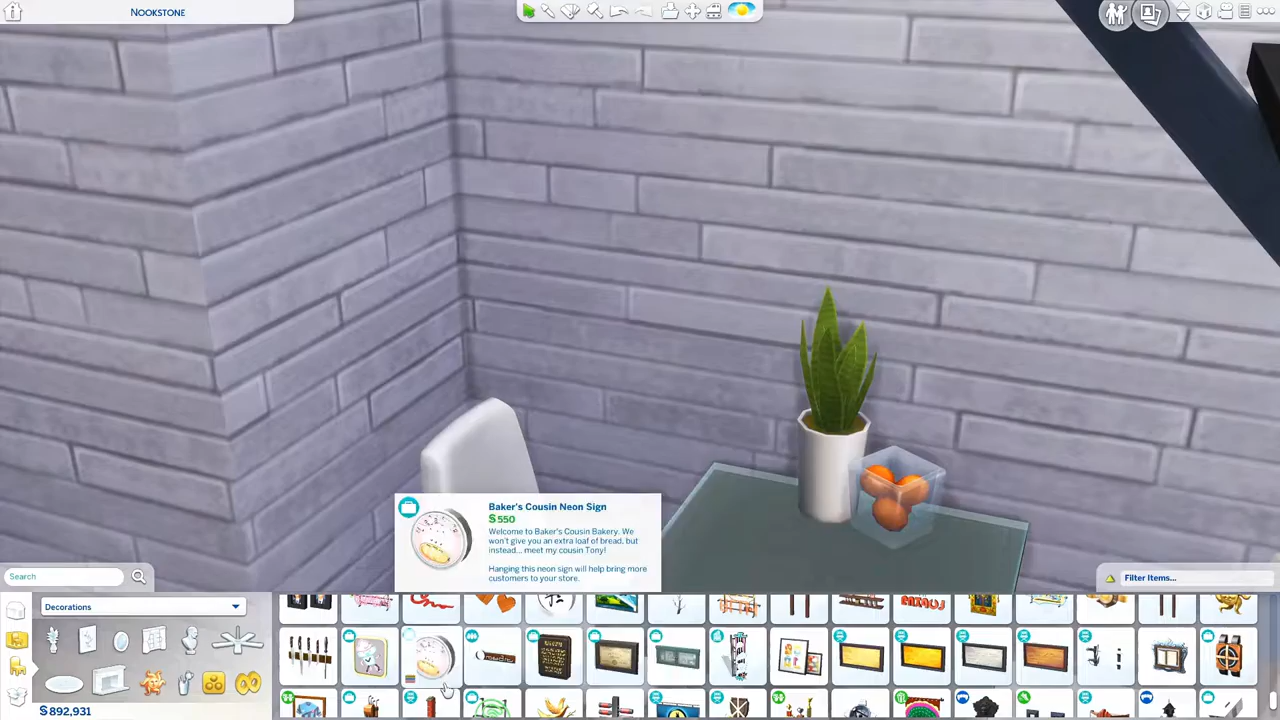 NOOKSTONE
Baker's Cousin Neon Sign
§550
Welcome to Baker's Cousin Bakery. We
won't give you an extra loaf of bread, but
instead... meet my cousin Tony!
Hanging this neon sign will help bring more
customers to your store.
Search
Filter Items...
Decorations
§892,931